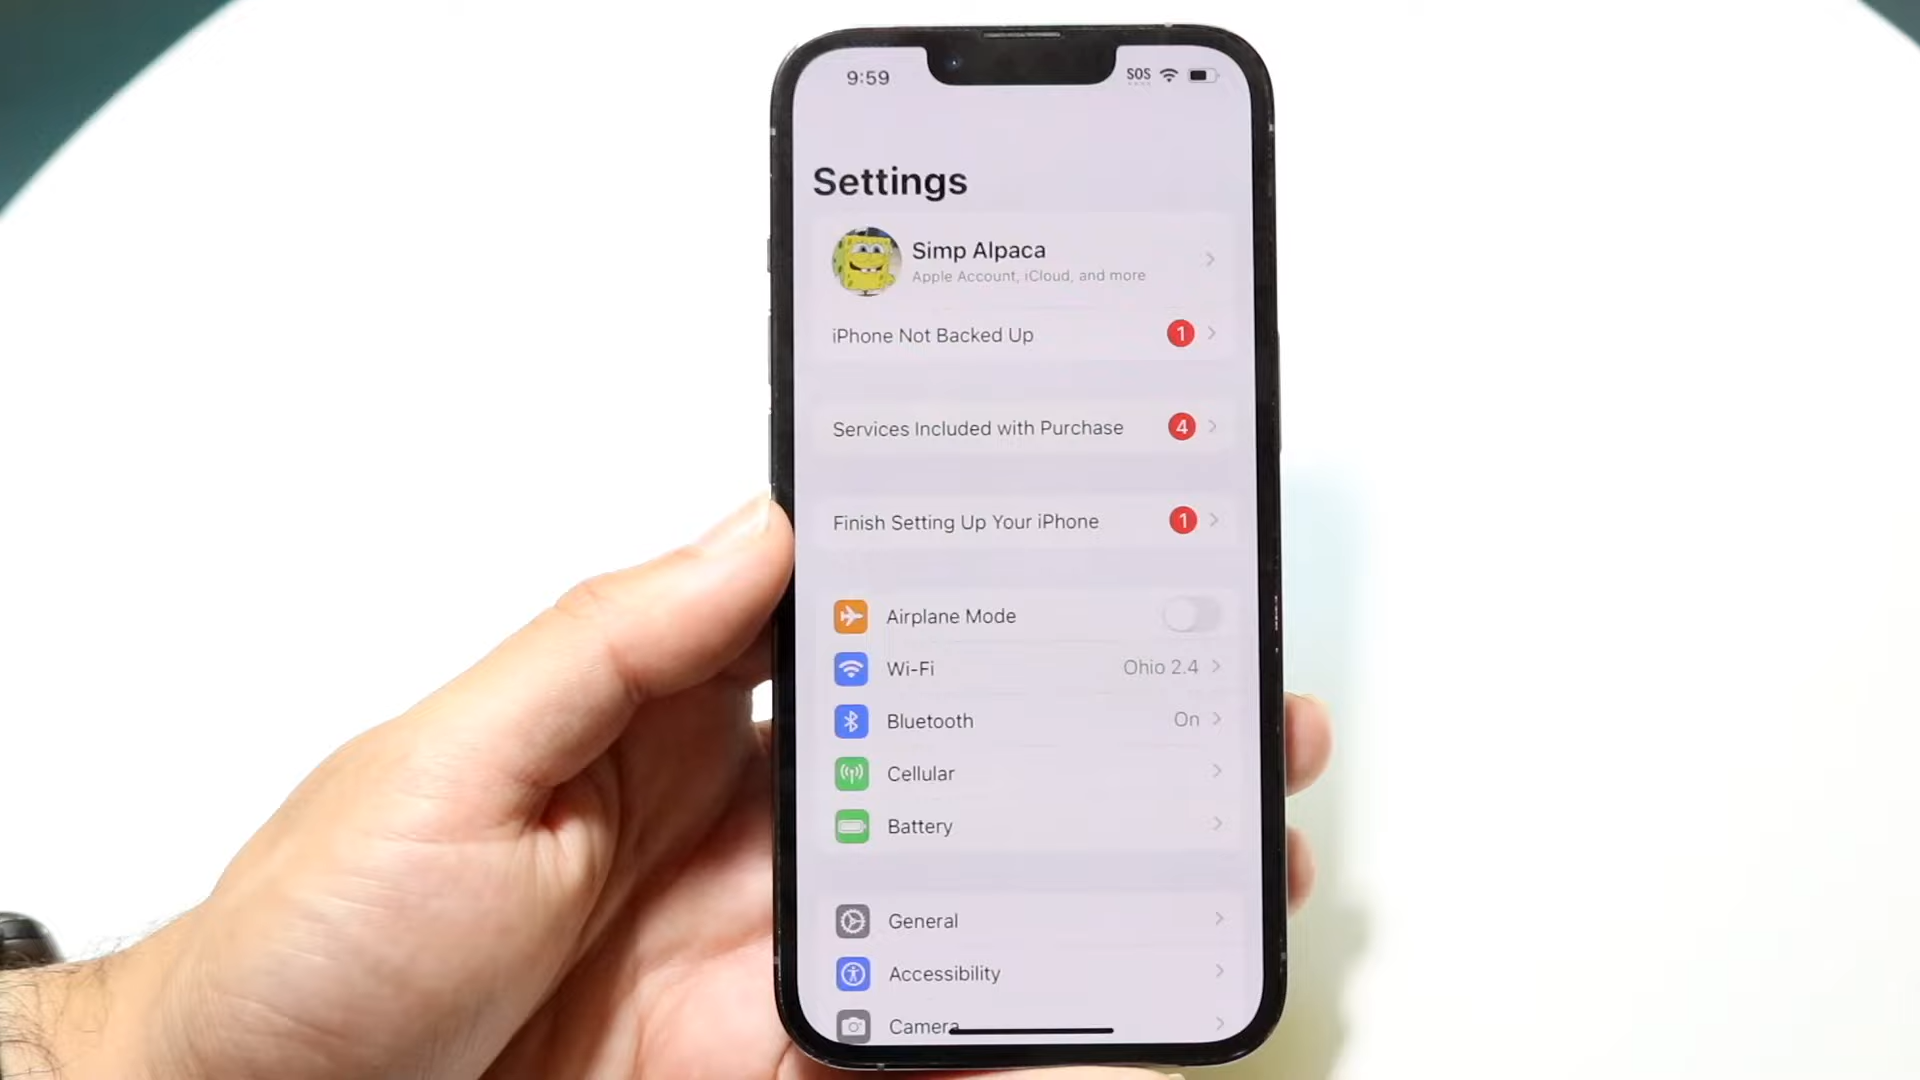 9:59
SOS
Settings
Simp Alpaca
Apple Account, iCloud, and more
iPhone Not Backed Up 1
Services Included with Purchase 4
Finish Setting Up Your iPhone 1
Airplane Mode
Wi-Fi Ohio 2.4
Bluetooth On
Cellular
Battery
General
Accessibility
Camera